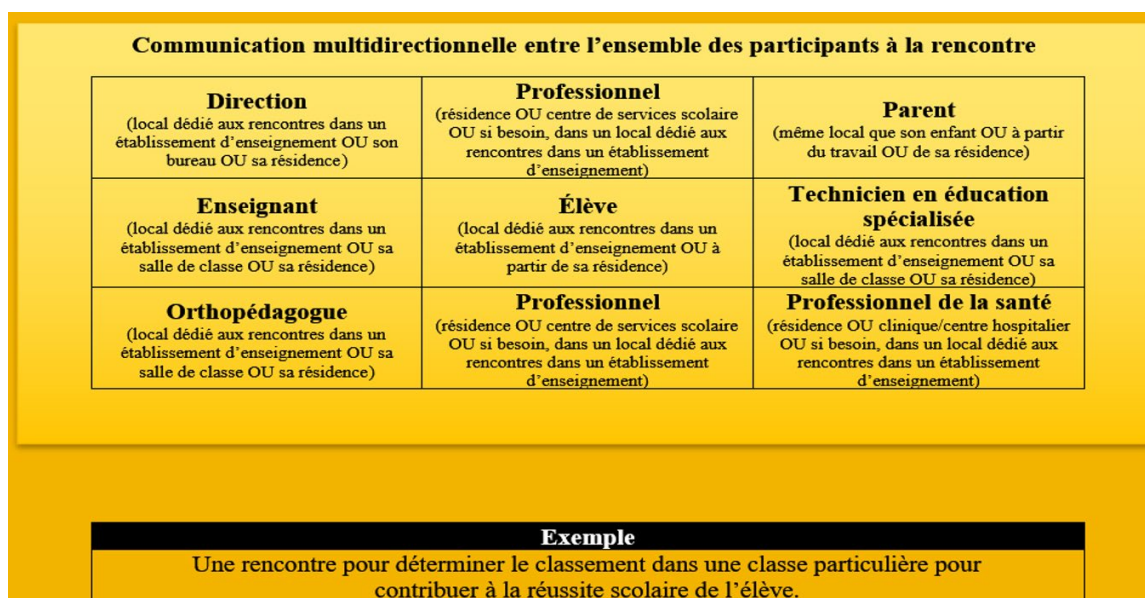 Communication multidirectionnelle entre l’ensemble des participants à la rencontre
Direction
(local dédié aux rencontres dans un
établissement d’enseignement OU son
bureau OU sa résidence)
Professionnel
(résidence OU centre de services scolaire
OU si besoin, dans un local dédié aux
rencontres dans un établissement
d’enseignement)
Parent
(même local que son enfant OU à partir
du travail OU de sa résidence)
Enseignant
(local dédié aux rencontres dans un
établissement d’enseignement OU sa
salle de classe OU sa résidence)
Élève
(local dédié aux rencontres dans un
établissement d’enseignement OU à
partir de sa résidence)
Technicien en éducation
spécialisée
(local dédié aux rencontres dans un
établissement d’enseignement OU sa
salle de classe OU sa résidence)
Orthopédagogue
(local dédié aux rencontres dans un
établissement d’enseignement OU sa
salle de classe OU sa résidence)
Professionnel
(résidence OU centre de services scolaire
OU si besoin, dans un local dédié aux
rencontres dans un établissement
d’enseignement)
Professionnel de la santé
(résidence OU clinique/centre hospitalier
OU si besoin, dans un local dédié aux
rencontres dans un établissement
d’enseignement)
Exemple
Une rencontre pour déterminer le classement dans une classe particulière pour
contribuer à la réussite scolaire de l’élève.